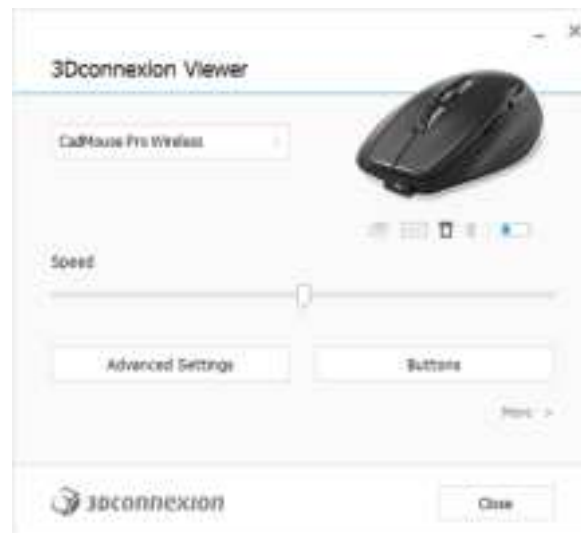 3Dconnexion Viewer
CadMouse Pro Wireless
Speed
Advanced Settings
Buttons
More >
3Dconnexion
Close